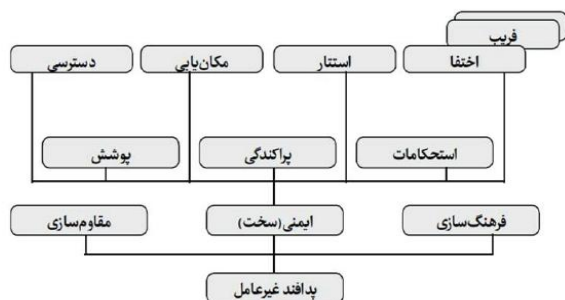 فریب
اختفا
استتار
مکان‌یابی
دسترسی
استحکامات
پراکندگی
پوشش
فرهنگ‌سازی
ایمنی(سخت)
مقاوم‌سازی
پدافند غیرعامل